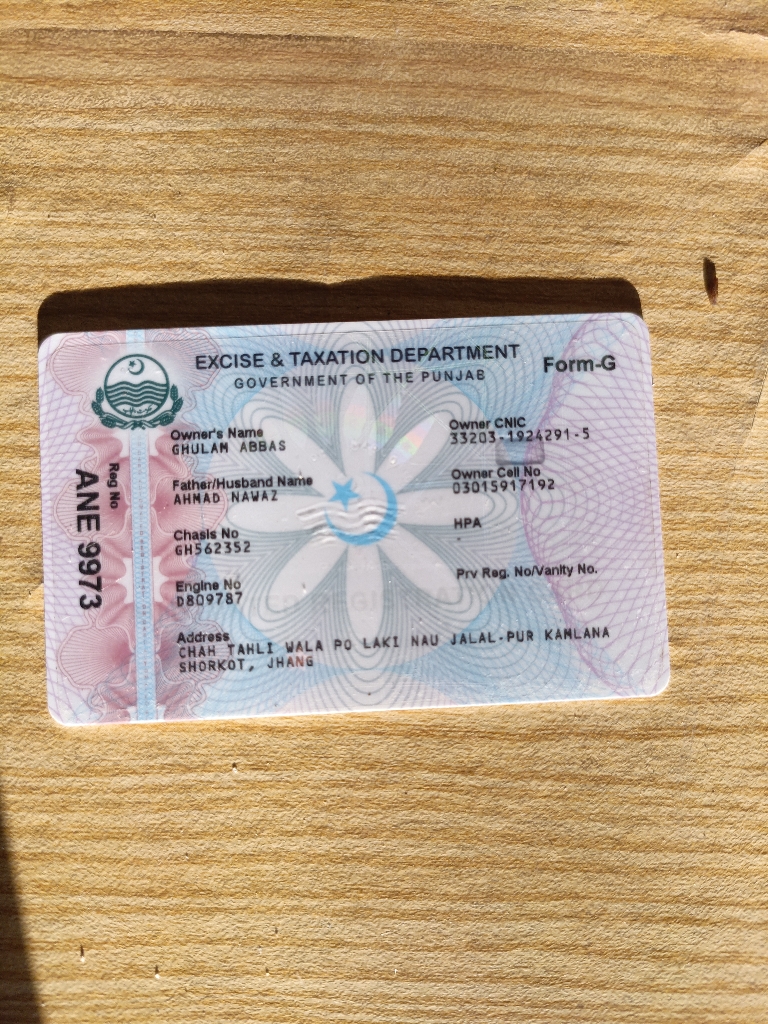 EXCISE & TAXATION DEPARTMENT
Form-G
GOVERNMENT OF THE PUNJAB
Reg No
ANE 9973
Owner's Name
GHULAM ABBAS
Owner CNIC
33203-1924291-5
Father/Husband Name
AHMAD NAWAZ
Owner Cell No
03015917192
Chasis No
GH562352
HPA
-
Engine No
D809787
Prv Reg. No/Vanity No.
Address
CHAH TAHLI WALA PO LAKI NAU JALAL-PUR KAMLANA
SHORKOT, JHANG